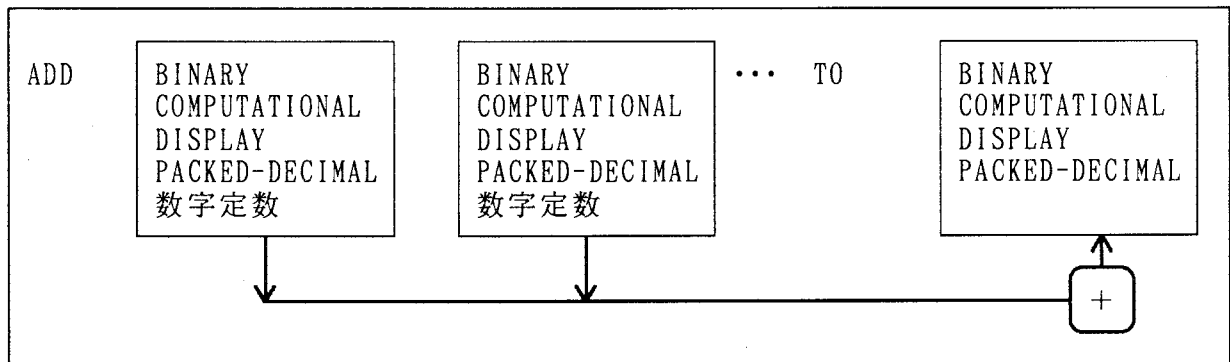 ADD BINARY BINARY ・・・ TO BINARY
COMPUTATIONAL COMPUTATIONAL COMPUTATIONAL
DISPLAY DISPLAY DISPLAY
PACKED-DECIMAL PACKED-DECIMAL PACKED-DECIMAL
数字定数 数字定数
+